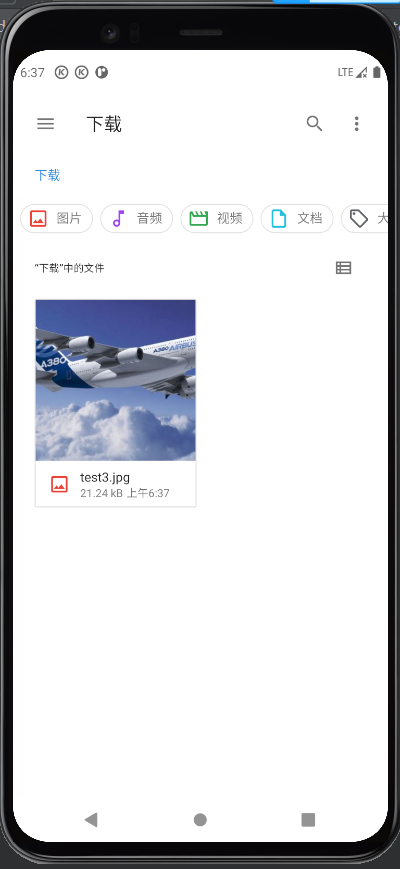 6:37
LTE
下载
下载
图片
音频
视频
文档
大
“下载”中的文件
A380
A380 AIRBUS
test3.jpg
21.24 kB 上午6:37